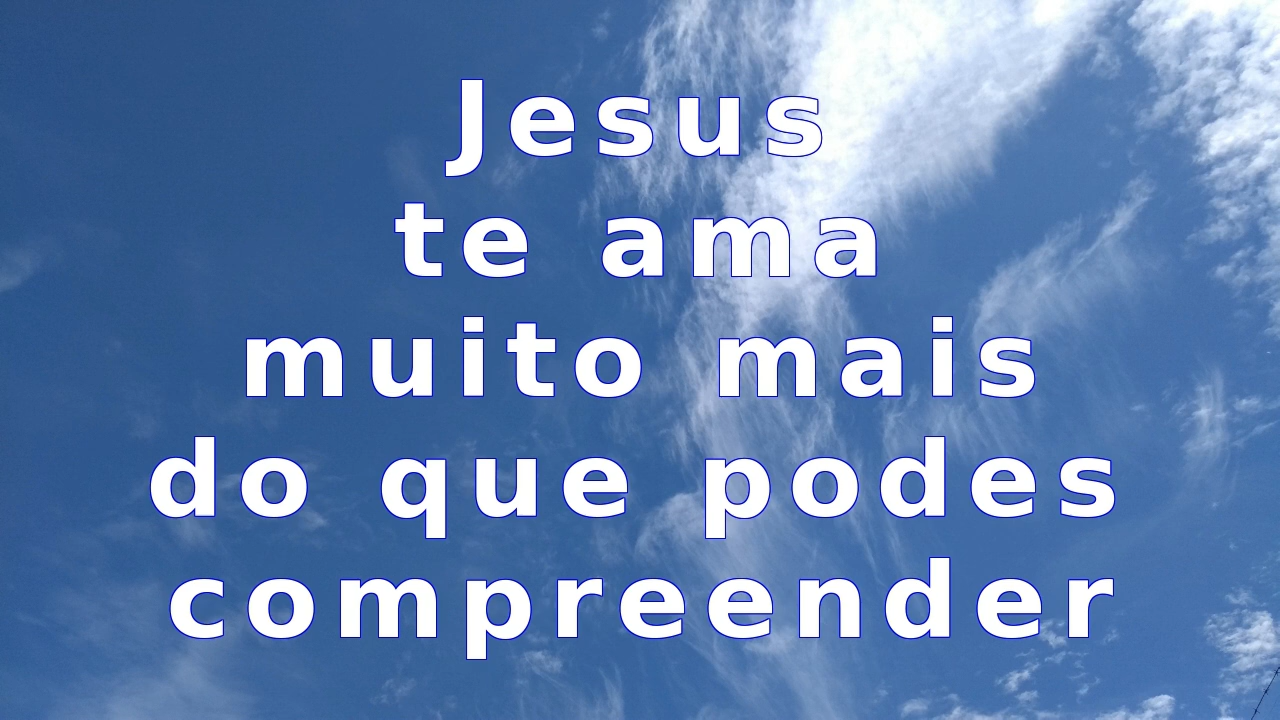 Jesus
te ama
muito mais
do que podes
compreender